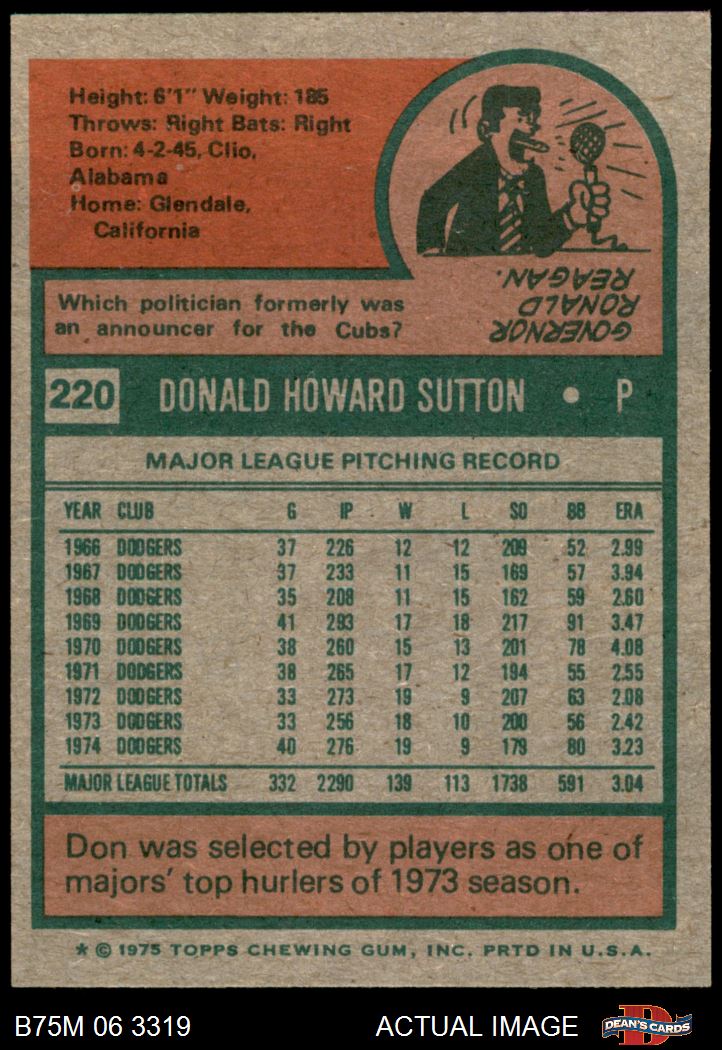 Height: 6'1" Weight: 185
Throws: Right Bats: Right
Born: 4-2-45, Clio,
Alabama
Home: Glendale,
California
Which politician formerly was
an announcer for the Cubs?
GOVERNOR
RONALD
REAGAN.
220 DONALD HOWARD SUTTON • P
MAJOR LEAGUE PITCHING RECORD
YEAR CLUB G IP W L SO BB ERA
1966 DODGERS 37 226 12 12 209 52 2.99
1967 DODGERS 37 233 11 15 169 57 3.94
1968 DODGERS 35 208 11 15 162 59 2.60
1969 DODGERS 41 293 17 18 217 91 3.47
1970 DODGERS 38 260 15 13 201 78 4.08
1971 DODGERS 38 265 17 12 194 55 2.55
1972 DODGERS 33 273 19 9 207 63 2.08
1973 DODGERS 33 256 18 10 200 56 2.42
1974 DODGERS 40 276 19 9 179 80 3.23
MAJOR LEAGUE TOTALS 332 2290 139 113 1738 591 3.04
Don was selected by players as one of
majors' top hurlers of 1973 season.
* © 1975 TOPPS CHEWING GUM, INC. PRTD IN U.S.A.
B75M 06 3319 ACTUAL IMAGE DEAN'S CARDS